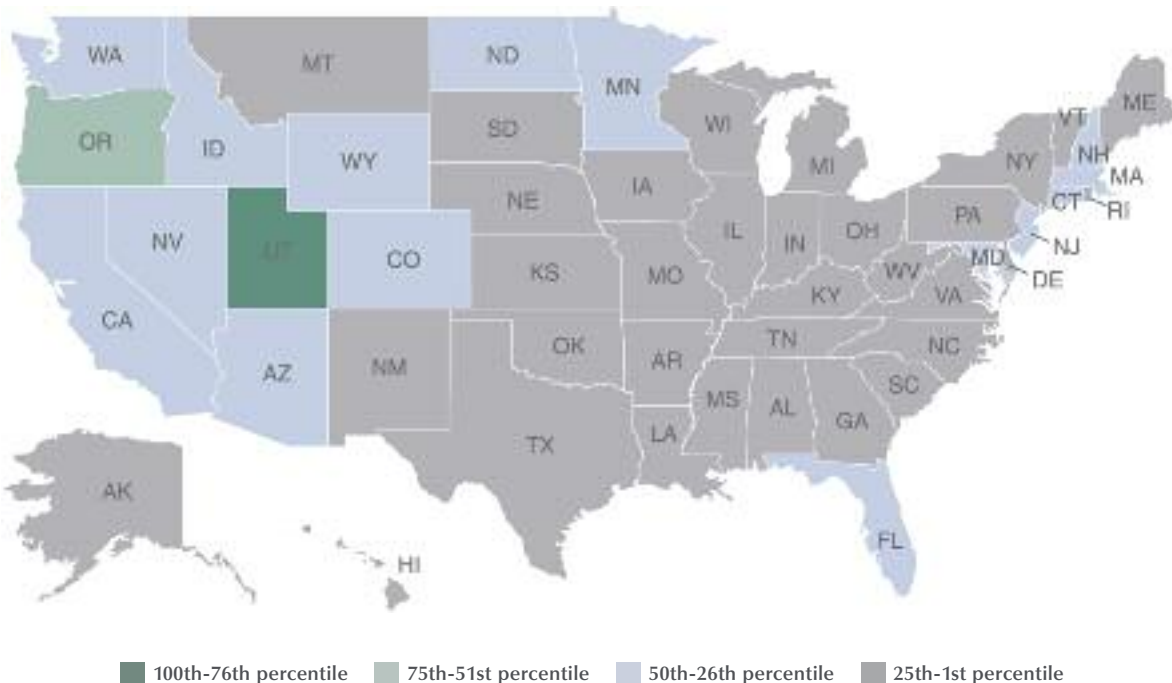 WA
MT
ND
MN
OR
ID
WY
SD
WI
MI
VT
ME
NH
NY
MA
CT
RI
NV
UT
CO
NE
IA
IL
IN
OH
PA
NJ
MD
DE
CA
AZ
NM
KS
MO
KY
WV
VA
OK
AR
TN
NC
SC
MS
AL
GA
LA
TX
AK
HI
FL
100th-76th percentile
75th-51st percentile
50th-26th percentile
25th-1st percentile